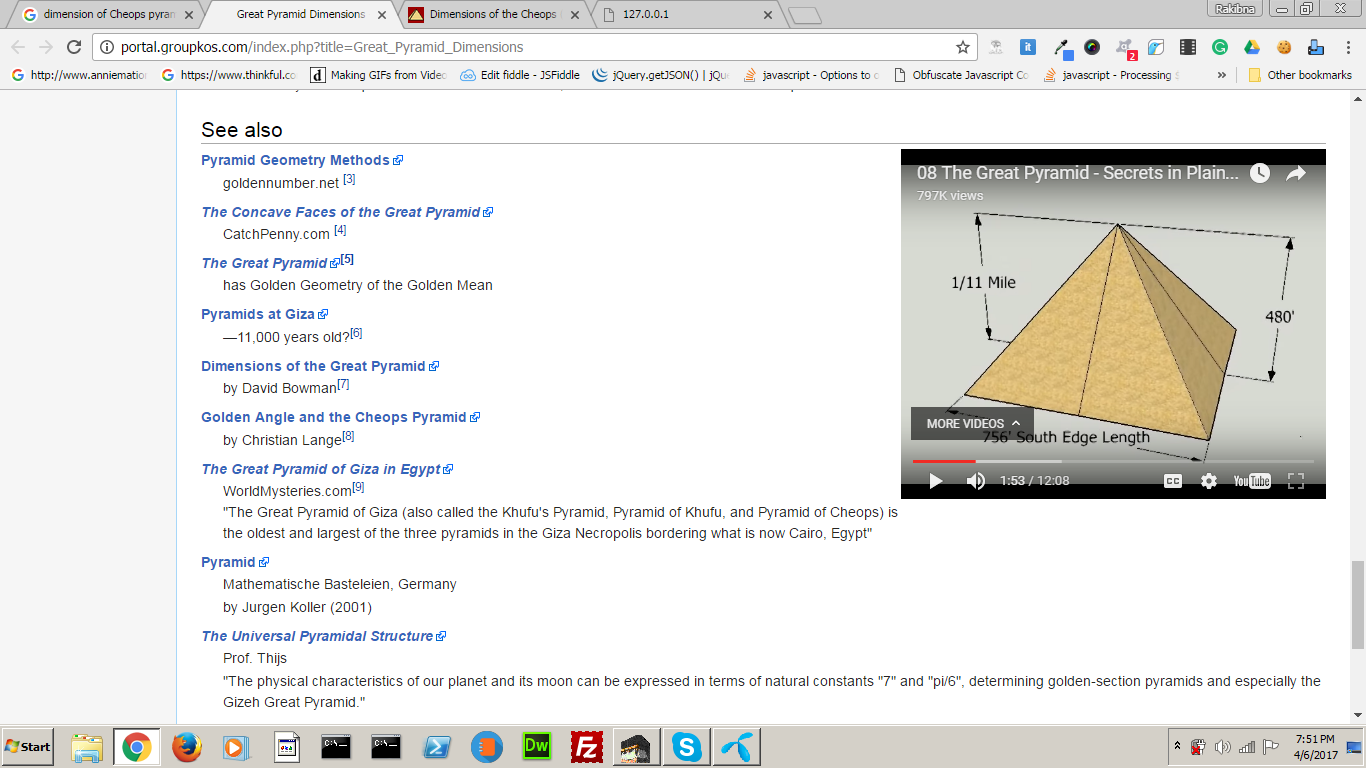 dimension of Cheops pyram
Great Pyramid Dimensions
Dimensions of the Cheops
127.0.0.1
Rakibna
portal.groupkos.com/index.php?title=Great_Pyramid_Dimensions
2
http://www.anniemation
https://www.thinkful.co
Making GIFs from Video
Edit fiddle - JSFiddle
jQuery.getJSON() | jQu
javascript - Options to
Obfuscate Javascript Co
javascript - Processing
»
Other bookmarks
See also
Pyramid Geometry Methods
goldennumber.net [3]
The Concave Faces of the Great Pyramid
CatchPenny.com [4]
The Great Pyramid [5]
has Golden Geometry of the Golden Mean
Pyramids at Giza
—11,000 years old?[6]
Dimensions of the Great Pyramid
by David Bowman[7]
Golden Angle and the Cheops Pyramid
by Christian Lange[8]
The Great Pyramid of Giza in Egypt
WorldMysteries.com[9]
"The Great Pyramid of Giza (also called the Khufu's Pyramid, Pyramid of Khufu, and Pyramid of Cheops) is
the oldest and largest of the three pyramids in the Giza Necropolis bordering what is now Cairo, Egypt"
Pyramid
Mathematische Basteleien, Germany
by Jurgen Koller (2001)
The Universal Pyramidal Structure
Prof. Thijs
"The physical characteristics of our planet and its moon can be expressed in terms of natural constants "7" and "pi/6", determining golden-section pyramids and especially the
Gizeh Great Pyramid."
08 The Great Pyramid - Secrets in Plain...
797K views
1/11 Mile
480'
MORE VIDEOS
756' South Edge Length
1:53 / 12:08
CC
YouTube
Start
C:\
C:\
Dw
Fz
7:51 PM
4/6/2017